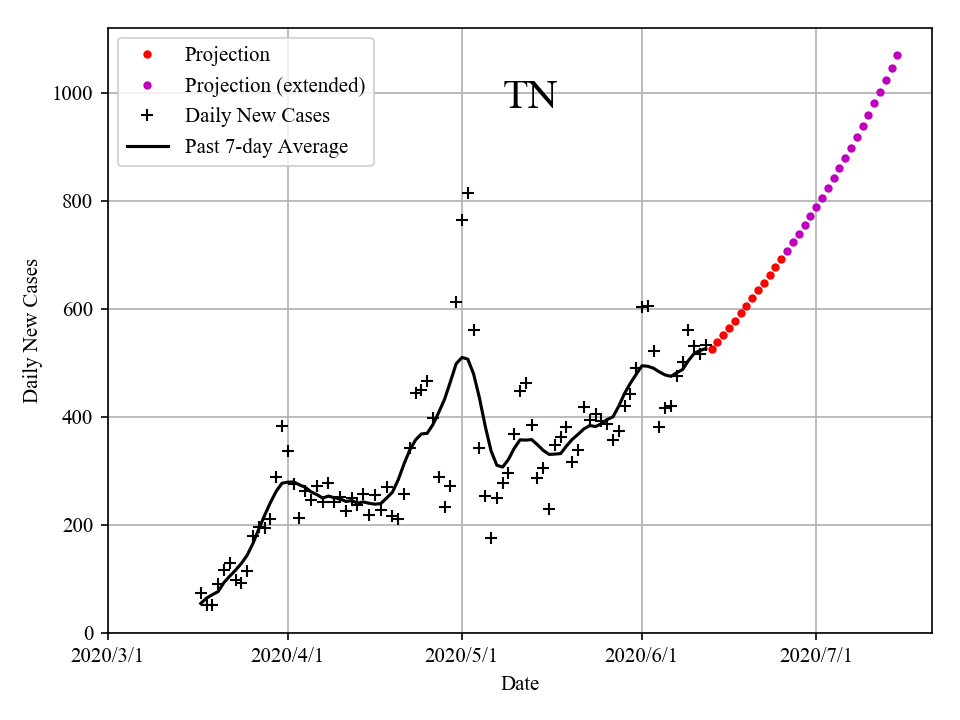 TN
Projection
Projection (extended)
Daily New Cases
Past 7-day Average
1000
800
600
400
200
0
Daily New Cases
2020/3/1 2020/4/1 2020/5/1 2020/6/1 2020/7/1
Date